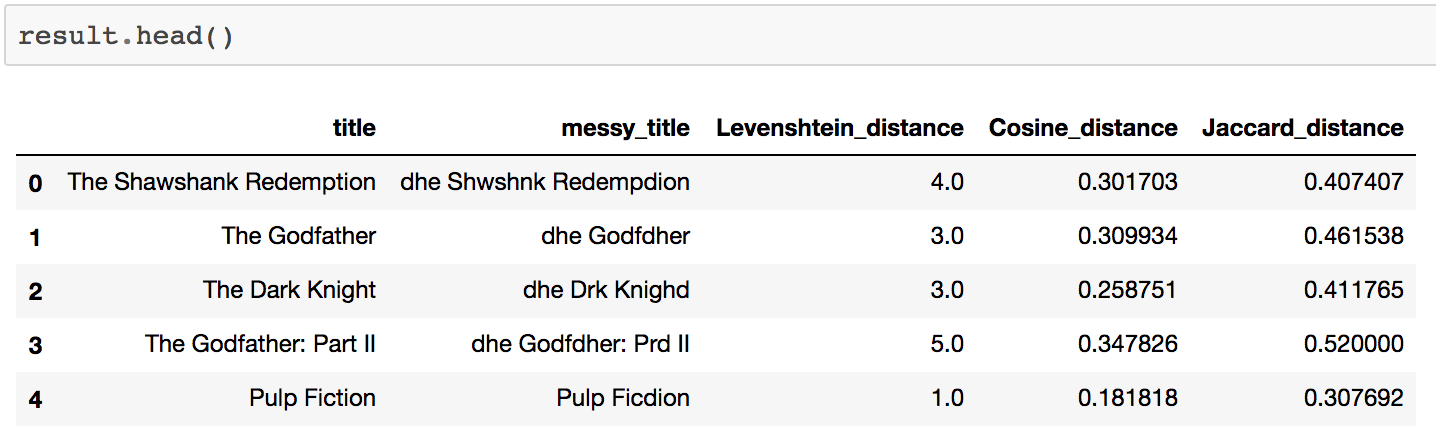 result.head()
title messy_title Levenshtein_distance Cosine_distance Jaccard_distance
0 The Shawshank Redemption dhe Shwshnk Redempdion 4.0 0.301703 0.407407
1 The Godfather dhe Godfdher 3.0 0.309934 0.461538
2 The Dark Knight dhe Drk Knighd 3.0 0.258751 0.411765
3 The Godfather: Part II dhe Godfdher: Prd II 5.0 0.347826 0.520000
4 Pulp Fiction Pulp Ficdion 1.0 0.181818 0.307692